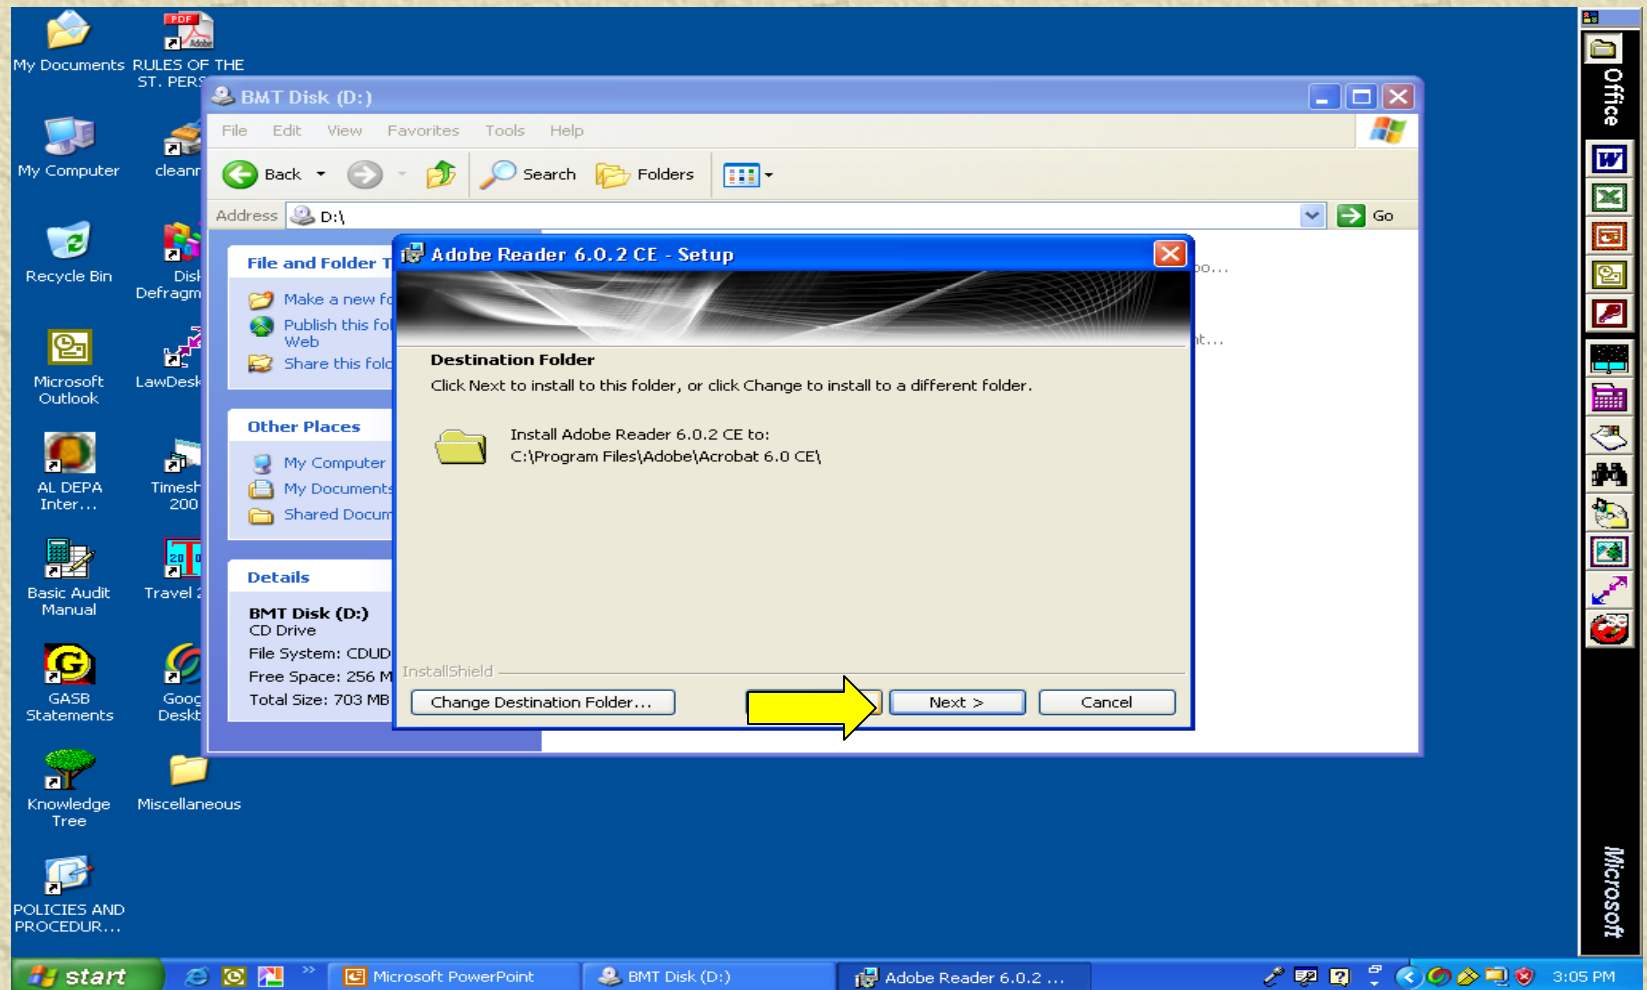 My Documents
RULES OF THE
ST. PERS
My Computer
cleanr
Recycle Bin
Disk
Defragm
Microsoft
Outlook
LawDesk
AL DEPA
Inter...
Timesh
200
Basic Audit
Manual
Travel 2
GASB
Statements
Goog
Deskt
Knowledge
Tree
Miscellaneous
POLICIES AND
PROCEDUR...
BMT Disk (D:)
File Edit View Favorites Tools Help
Back Search Folders
Address D:\ Go
File and Folder T
Make a new fo
Publish this fol
Web
Share this fold
Other Places
My Computer
My Documents
Shared Docum
Details
BMT Disk (D:)
CD Drive
File System: CDUD
Free Space: 256 M
Total Size: 703 MB
Adobe Reader 6.0.2 CE - Setup
Destination Folder
Click Next to install to this folder, or click Change to install to a different folder.
Install Adobe Reader 6.0.2 CE to:
C:\Program Files\Adobe\Acrobat 6.0 CE\
InstallShield
Change Destination Folder... Next > Cancel
Office
Microsoft
start
Microsoft PowerPoint
BMT Disk (D:)
Adobe Reader 6.0.2 ...
3:05 PM